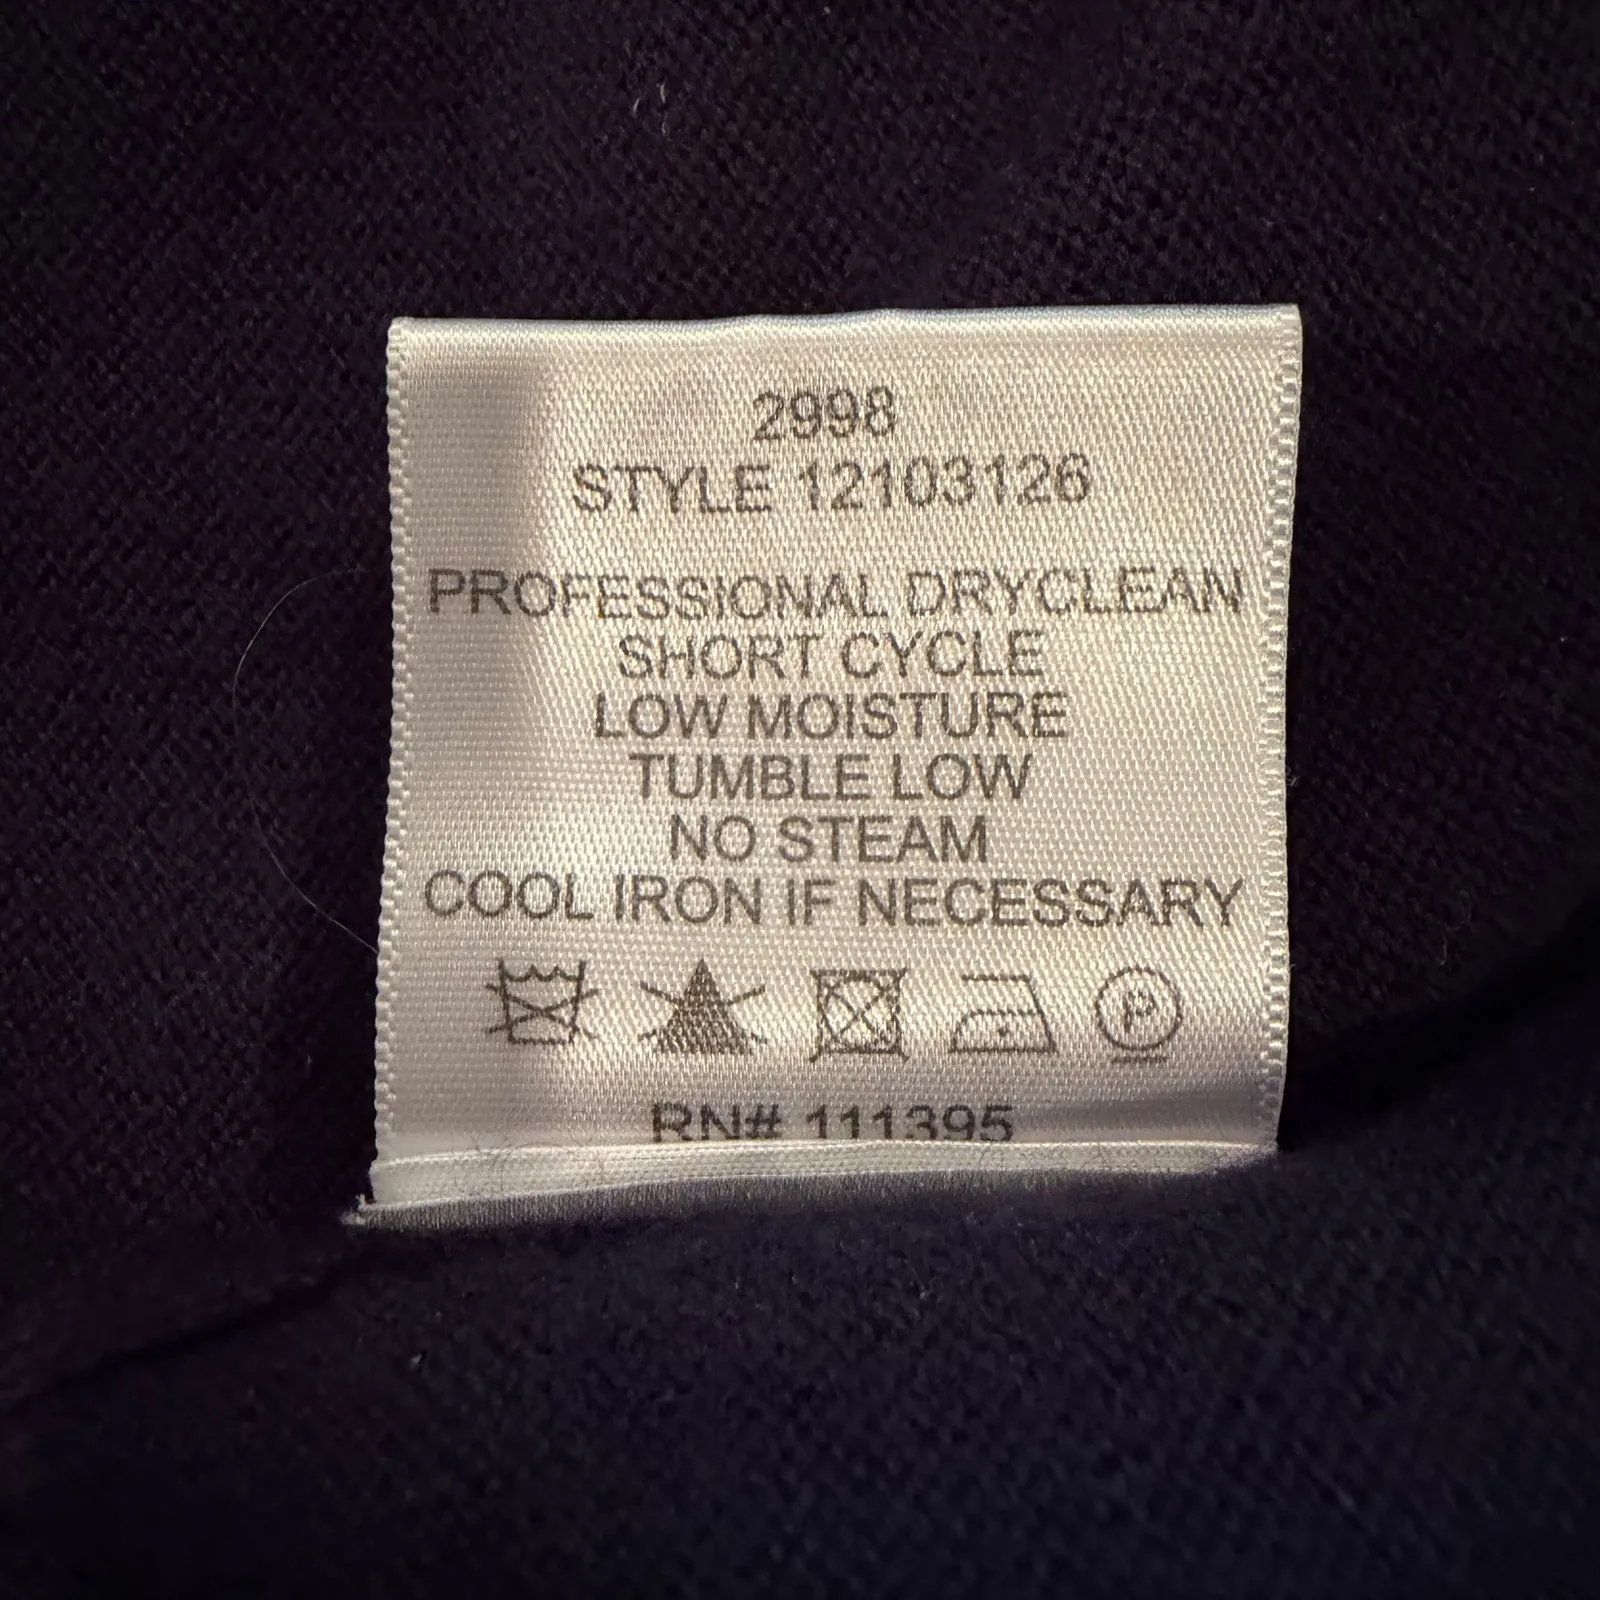 2998
STYLE 12103126
PROFESSIONAL DRYCLEAN
SHORT CYCLE
LOW MOISTURE
TUMBLE LOW
NO STEAM
COOL IRON IF NECESSARY
P
RN# 111395